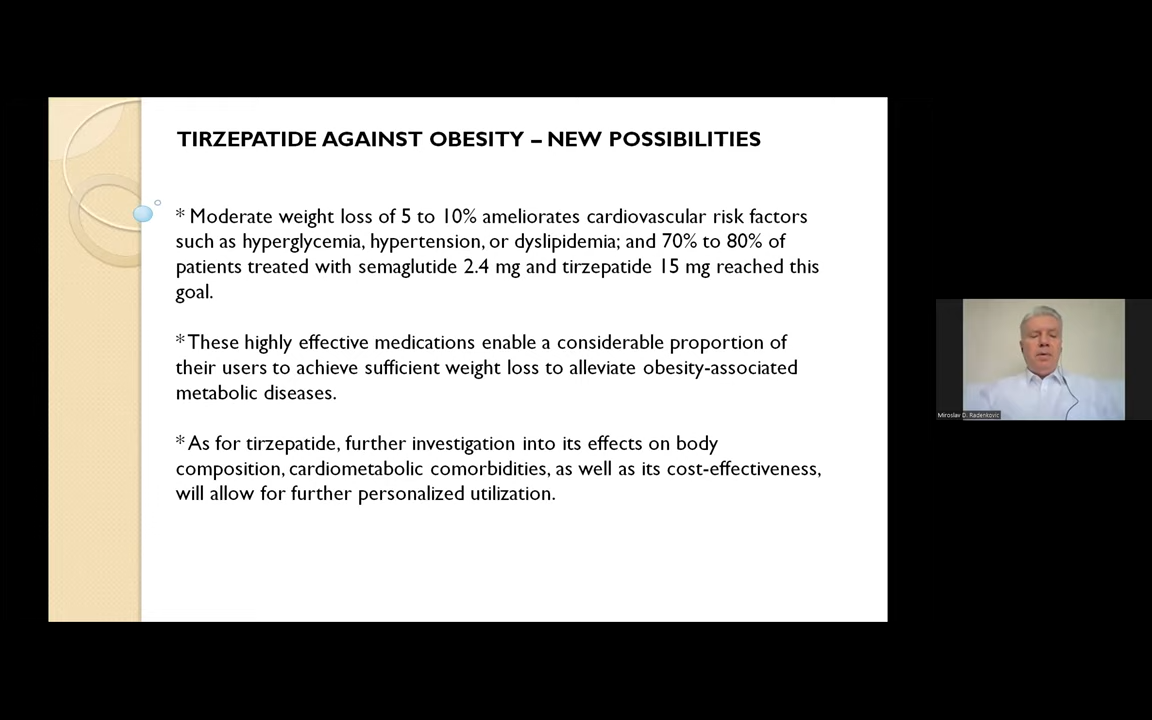 TIRZEPATIDE AGAINST OBESITY – NEW POSSIBILITIES
* Moderate weight loss of 5 to 10% ameliorates cardiovascular risk factors
such as hyperglycemia, hypertension, or dyslipidemia; and 70% to 80% of
patients treated with semaglutide 2.4 mg and tirzepatide 15 mg reached this
goal.
* These highly effective medications enable a considerable proportion of
their users to achieve sufficient weight loss to alleviate obesity-associated
metabolic diseases.
* As for tirzepatide, further investigation into its effects on body
composition, cardiometabolic comorbidities, as well as its cost-effectiveness,
will allow for further personalized utilization.
Miroslav D. Radenkovic